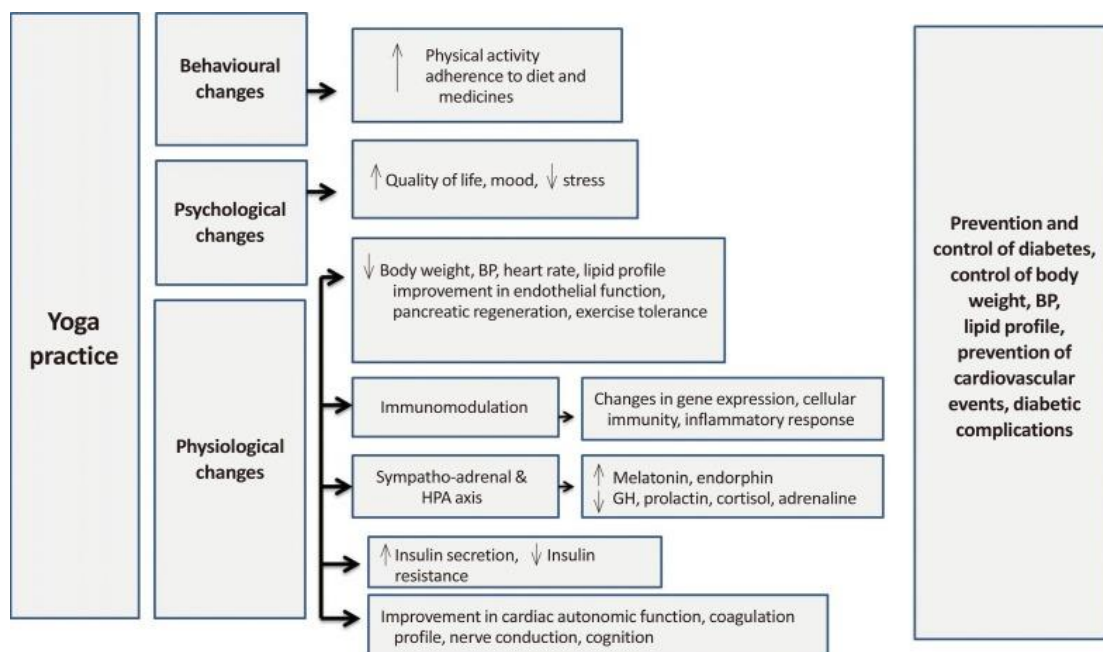 Yoga
practice
Behavioural
changes
↑ Physical activity
adherence to diet and
medicines
Psychological
changes
↑ Quality of life, mood, ↓ stress
Physiological
changes
↓ Body weight, BP, heart rate, lipid profile
improvement in endothelial function,
pancreatic regeneration, exercise tolerance
Immunomodulation
Changes in gene expression, cellular
immunity, inflammatory response
Sympatho-adrenal &
HPA axis
↑ Melatonin, endorphin
↓ GH, prolactin, cortisol, adrenaline
↑ Insulin secretion, ↓ Insulin
resistance
Improvement in cardiac autonomic function, coagulation
profile, nerve conduction, cognition
Prevention and
control of diabetes,
control of body
weight, BP,
lipid profile,
prevention of
cardiovascular
events, diabetic
complications